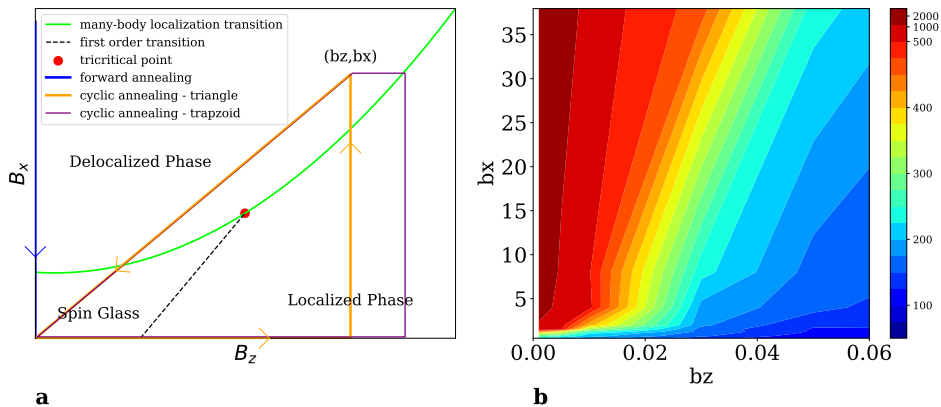 many-body localization transition
first order transition
tricritical point
forward annealing
cyclic annealing - triangle
cyclic annealing - trapzoid
(bz,bx)
Delocalized Phase
Spin Glass
Localized Phase
Bx
Bz
a
bx
35
30
25
20
15
10
5
0.00 0.02 0.04 0.06
bz
b
2000
1000
500
400
300
200
100